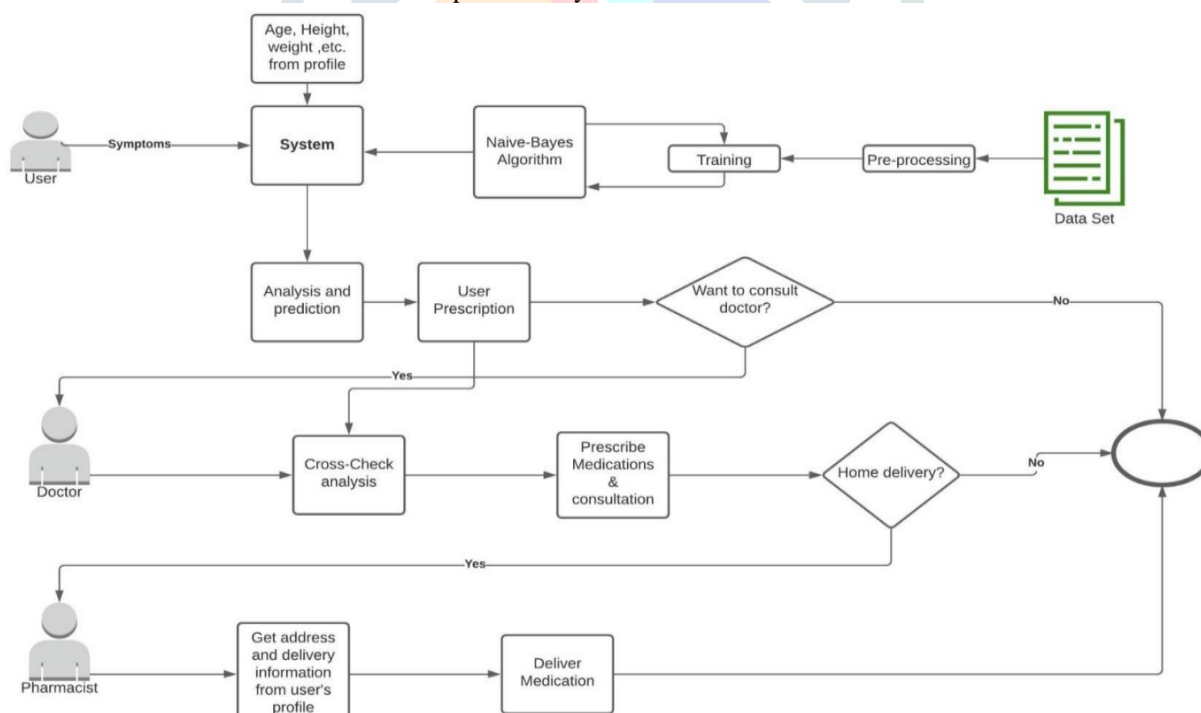 Age, Height,
weight ,etc.
from profile
Symptoms
System
Naive-Bayes
Algorithm
Training
Pre-processing
User
Data Set
Analysis and
prediction
User
Prescription
Want to consult
doctor?
No
Yes
Doctor
Cross-Check
analysis
Prescribe
Medications
&
consultation
Home delivery?
No
Yes
Pharmacist
Get address
and delivery
information
from user's
profile
Deliver
Medication